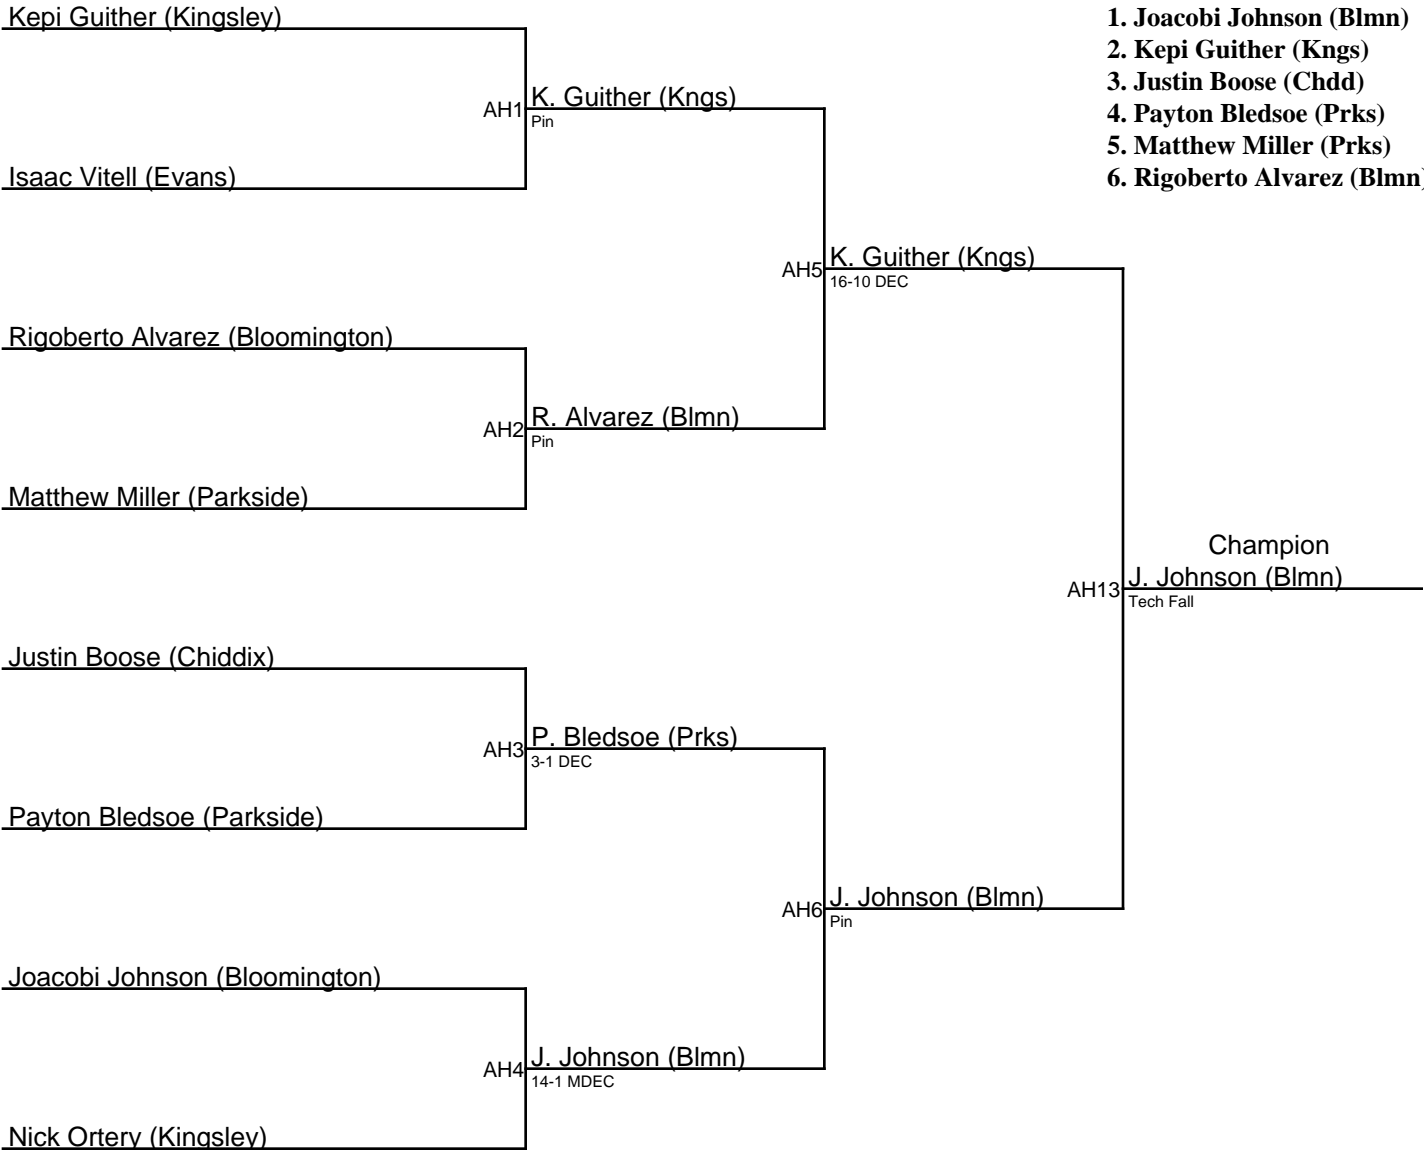 Kepi Guither (Kingsley)
AH1
K. Guither (Kngs)
Pin
Isaac Vitell (Evans)
AH5
K. Guither (Kngs)
16-10 DEC
Rigoberto Alvarez (Bloomington)
AH2
R. Alvarez (Blmn)
Pin
Matthew Miller (Parkside)
Champion
AH13
J. Johnson (Blmn)
Tech Fall
Justin Boose (Chiddix)
AH3
P. Bledsoe (Prks)
3-1 DEC
Payton Bledsoe (Parkside)
AH6
J. Johnson (Blmn)
Pin
Joacobi Johnson (Bloomington)
AH4
J. Johnson (Blmn)
14-1 MDEC
Nick Ortery (Kingsley)
1. Joacobi Johnson (Blmn)
2. Kepi Guither (Kngs)
3. Justin Boose (Chdd)
4. Payton Bledsoe (Prks)
5. Matthew Miller (Prks)
6. Rigoberto Alvarez (Blmn)